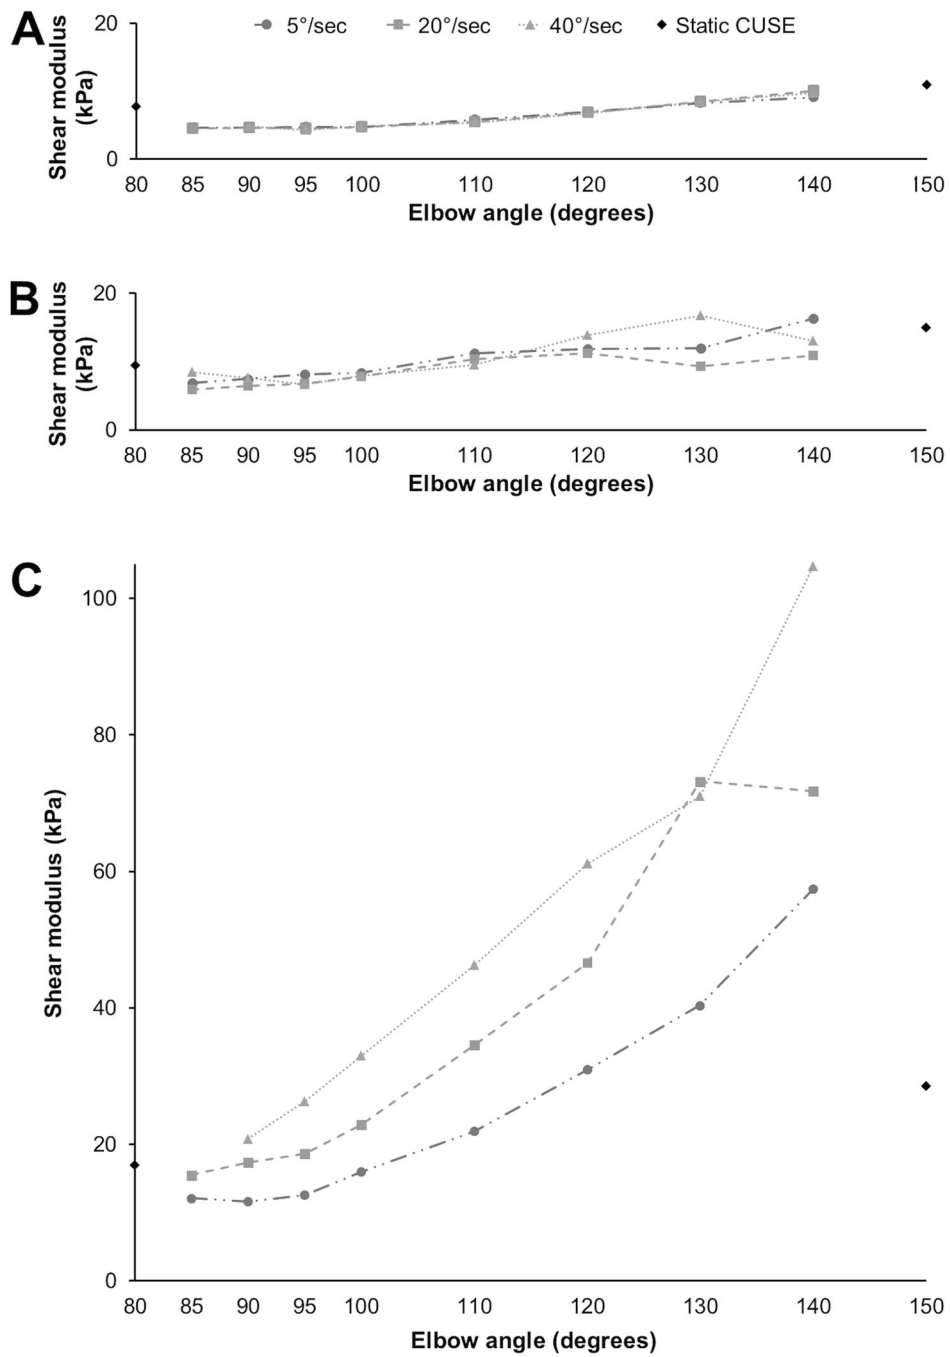 A
Shear modulus
(kPa)
20
10
0
5°/sec 20°/sec 40°/sec Static CUSE
80 85 90 95 100 110 120 130 140 150
Elbow angle (degrees)
B
Shear modulus
(kPa)
20
10
0
80 85 90 95 100 110 120 130 140 150
Elbow angle (degrees)
C
Shear modulus (kPa)
100
80
60
40
20
0
80 85 90 95 100 110 120 130 140 150
Elbow angle (degrees)